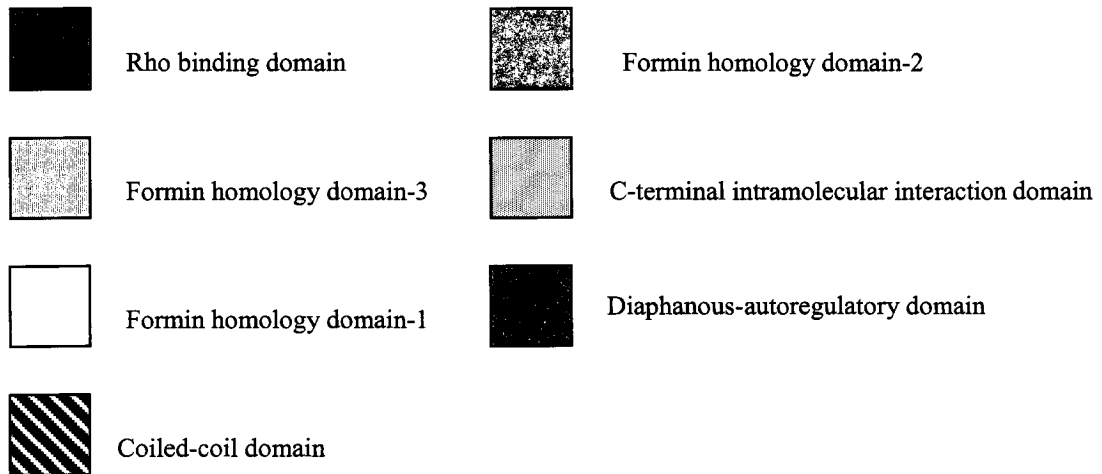 Rho binding domain
Formin homology domain-2
Formin homology domain-3
C-terminal intramolecular interaction domain
Formin homology domain-1
Diaphanous-autoregulatory domain
Coiled-coil domain